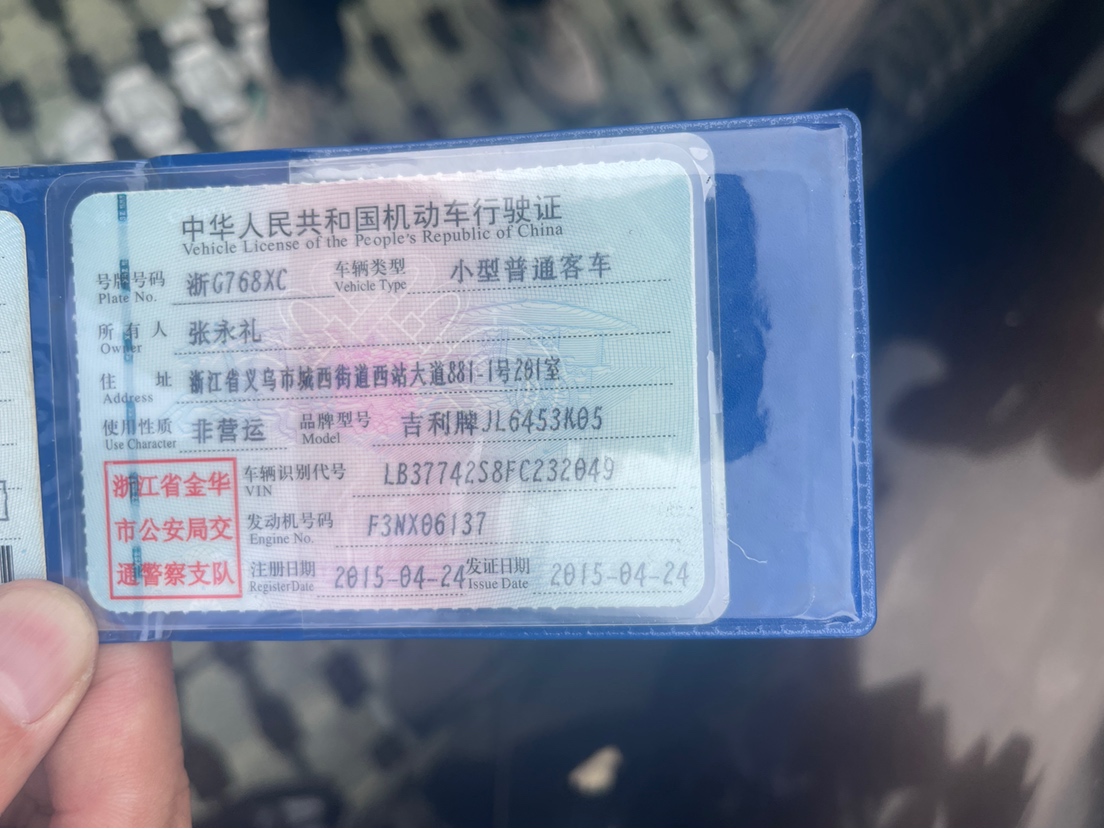 中华人民共和国机动车行驶证
Vehicle License of the People's Republic of China
号牌号码 浙G768XC 车辆类型 小型普通客车
Plate No. Vehicle Type
所有人 张永礼
Owner
住址 浙江省义乌市城西街道西站大道881-1号201室
Address
使用性质 非营运 品牌型号 吉利牌JL6453K05
Use Character Model
浙江省金华
市公安局交
通警察支队
车辆识别代号 LB37742S8FC232049
VIN
发动机号码 F3NX06137
Engine No.
注册日期 2015-04-24 发证日期 2015-04-24
RegisterDate Issue Date